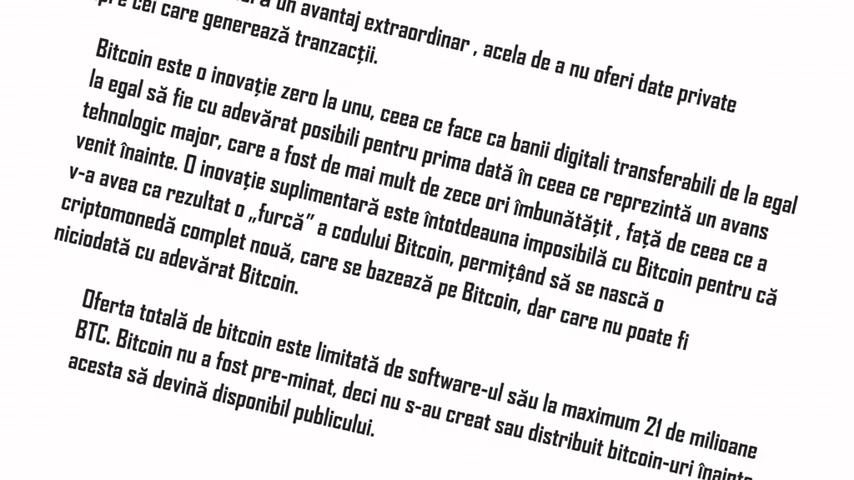 un avantaj extraordinar , acela de a nu oferi date private
cei care generează tranzacții.
Bitcoin este o inovație zero la unu, ceea ce face ca banii digitali transferabili de la egal
la egal să fie cu adevărat posibili pentru prima dată în ceea ce reprezintă un avans
tehnologic major, care a fost de mai mult de zece ori îmbunătățit , față de ceea ce a
venit înainte. O inovație suplimentară este întotdeauna imposibilă cu Bitcoin pentru că
v-a avea ca rezultat o „furcă” a codului Bitcoin, permițând să se nască o
criptomonedă complet nouă, care se bazează pe Bitcoin, dar care nu poate fi
niciodată cu adevărat Bitcoin.
Oferta totală de bitcoin este limitată de software-ul său la maximum 21 de milioane
BTC. Bitcoin nu a fost pre-minat, deci nu s-au creat sau distribuit bitcoin-uri înainte
acesta să devină disponibil publicului.